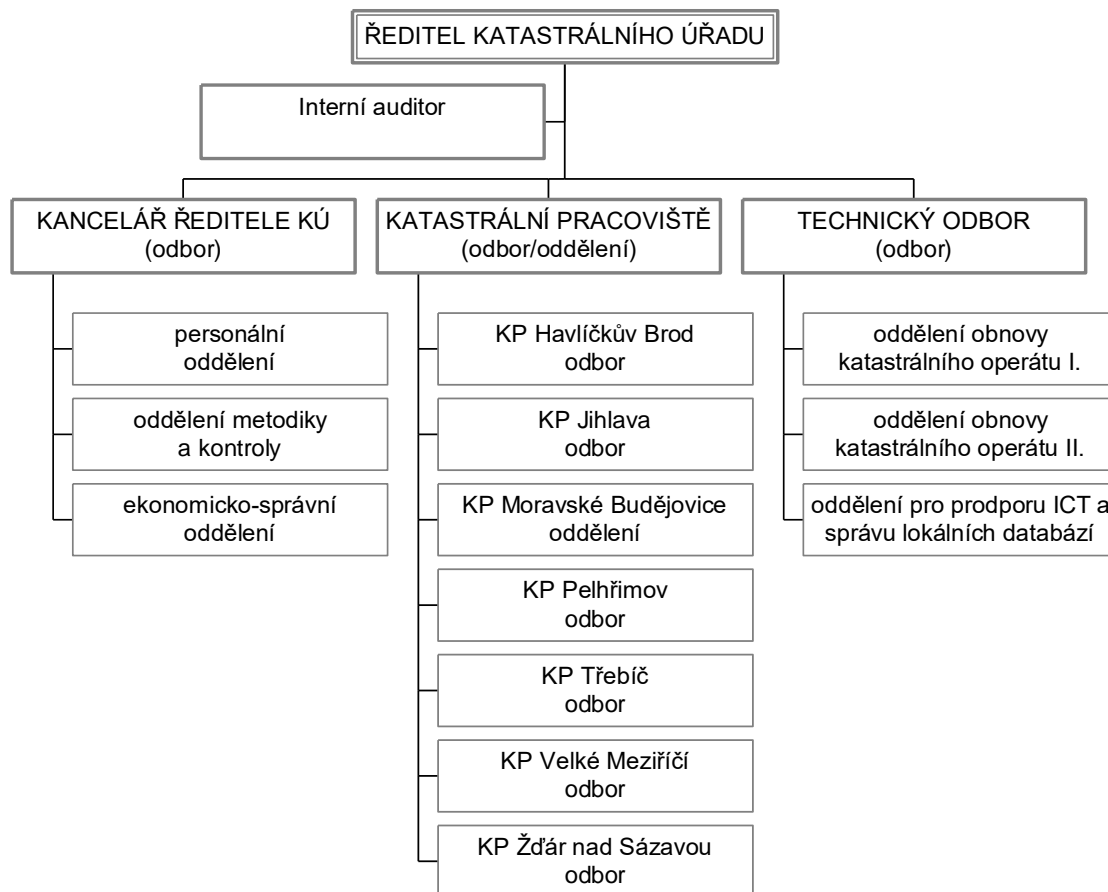 ŘEDITEL KATASTRÁLNÍHO ÚŘADU
Interní auditor
KANCELÁŘ ŘEDITELE KÚ
(odbor)
personální
oddělení
oddělení metodiky
a kontroly
ekonomicko-správní
oddělení
KATASTRÁLNÍ PRACOVIŠTĚ
(odbor/oddělení)
KP Havlíčkův Brod
odbor
KP Jihlava
odbor
KP Moravské Budějovice
oddělení
KP Pelhřimov
odbor
KP Třebíč
odbor
KP Velké Meziříčí
odbor
KP Žďár nad Sázavou
odbor
TECHNICKÝ ODBOR
(odbor)
oddělení obnovy
katastrálního operátu I.
oddělení obnovy
katastrálního operátu II.
oddělení pro prodporu ICT a
správu lokálních databází